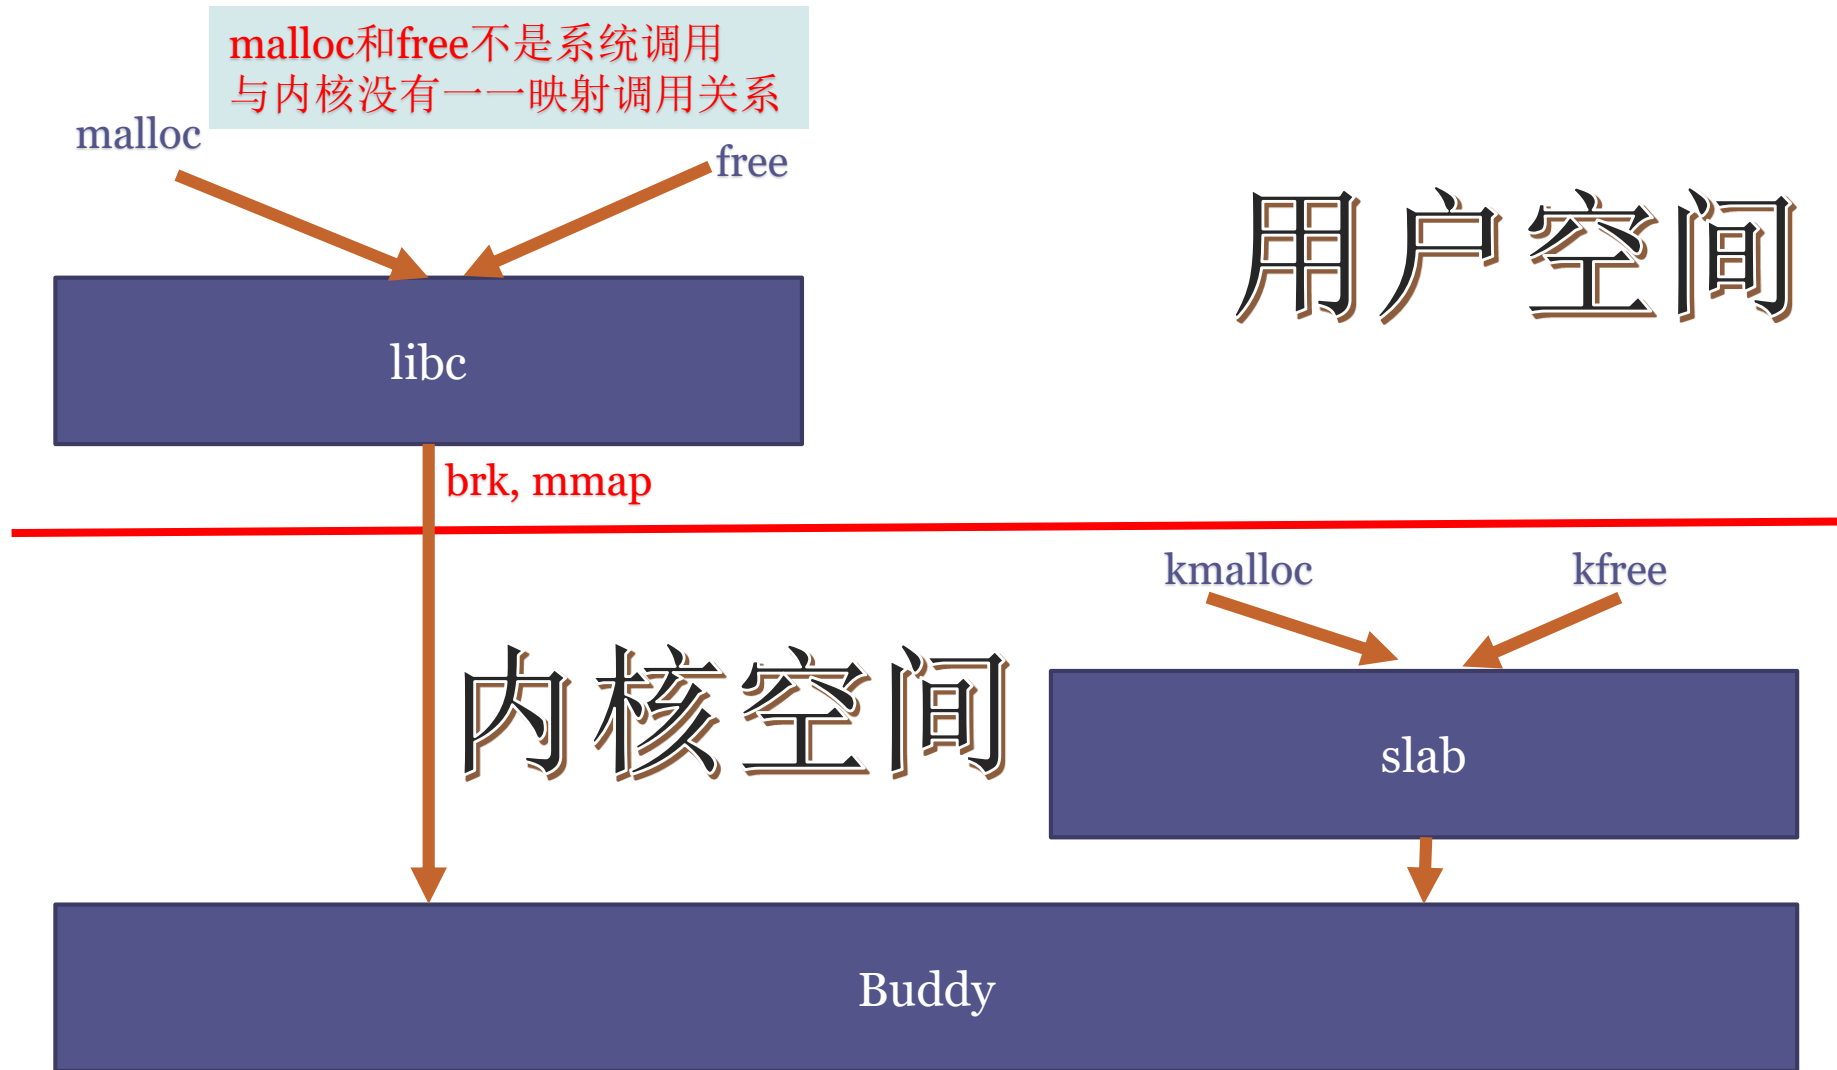 malloc和free不是系统调用
与内核没有一一映射调用关系
malloc
free
用户空间
libc
brk, mmap
kmalloc
kfree
内核空间
slab
Buddy